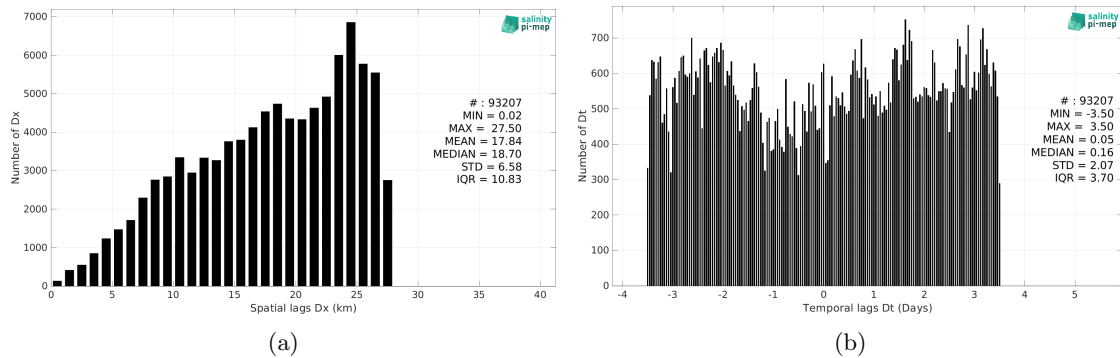 7000
6000
5000
4000
3000
2000
1000
0
Number of Dx
0 5 10 15 20 25 30 35 40
Spatial lags Dx (km)
salinity
pi-mep
# : 93207
MIN = 0.02
MAX = 27.50
MEAN = 17.84
MEDIAN = 18.70
STD = 6.58
IQR = 10.83
(a)
700
600
500
400
300
200
100
0
Number of Dt
-4 -3 -2 -1 0 1 2 3 4 5
Temporal lags Dt (Days)
salinity
pi-mep
# : 93207
MIN = -3.50
MAX = 3.50
MEAN = 0.05
MEDIAN = 0.16
STD = 2.07
IQR = 3.70
(b)